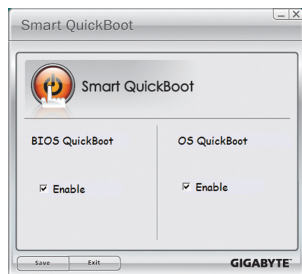 Smart QuickBoot
Smart QuickBoot
BIOS QuickBoot
OS QuickBoot
Enable
Enable
Save Exit
GIGABYTE